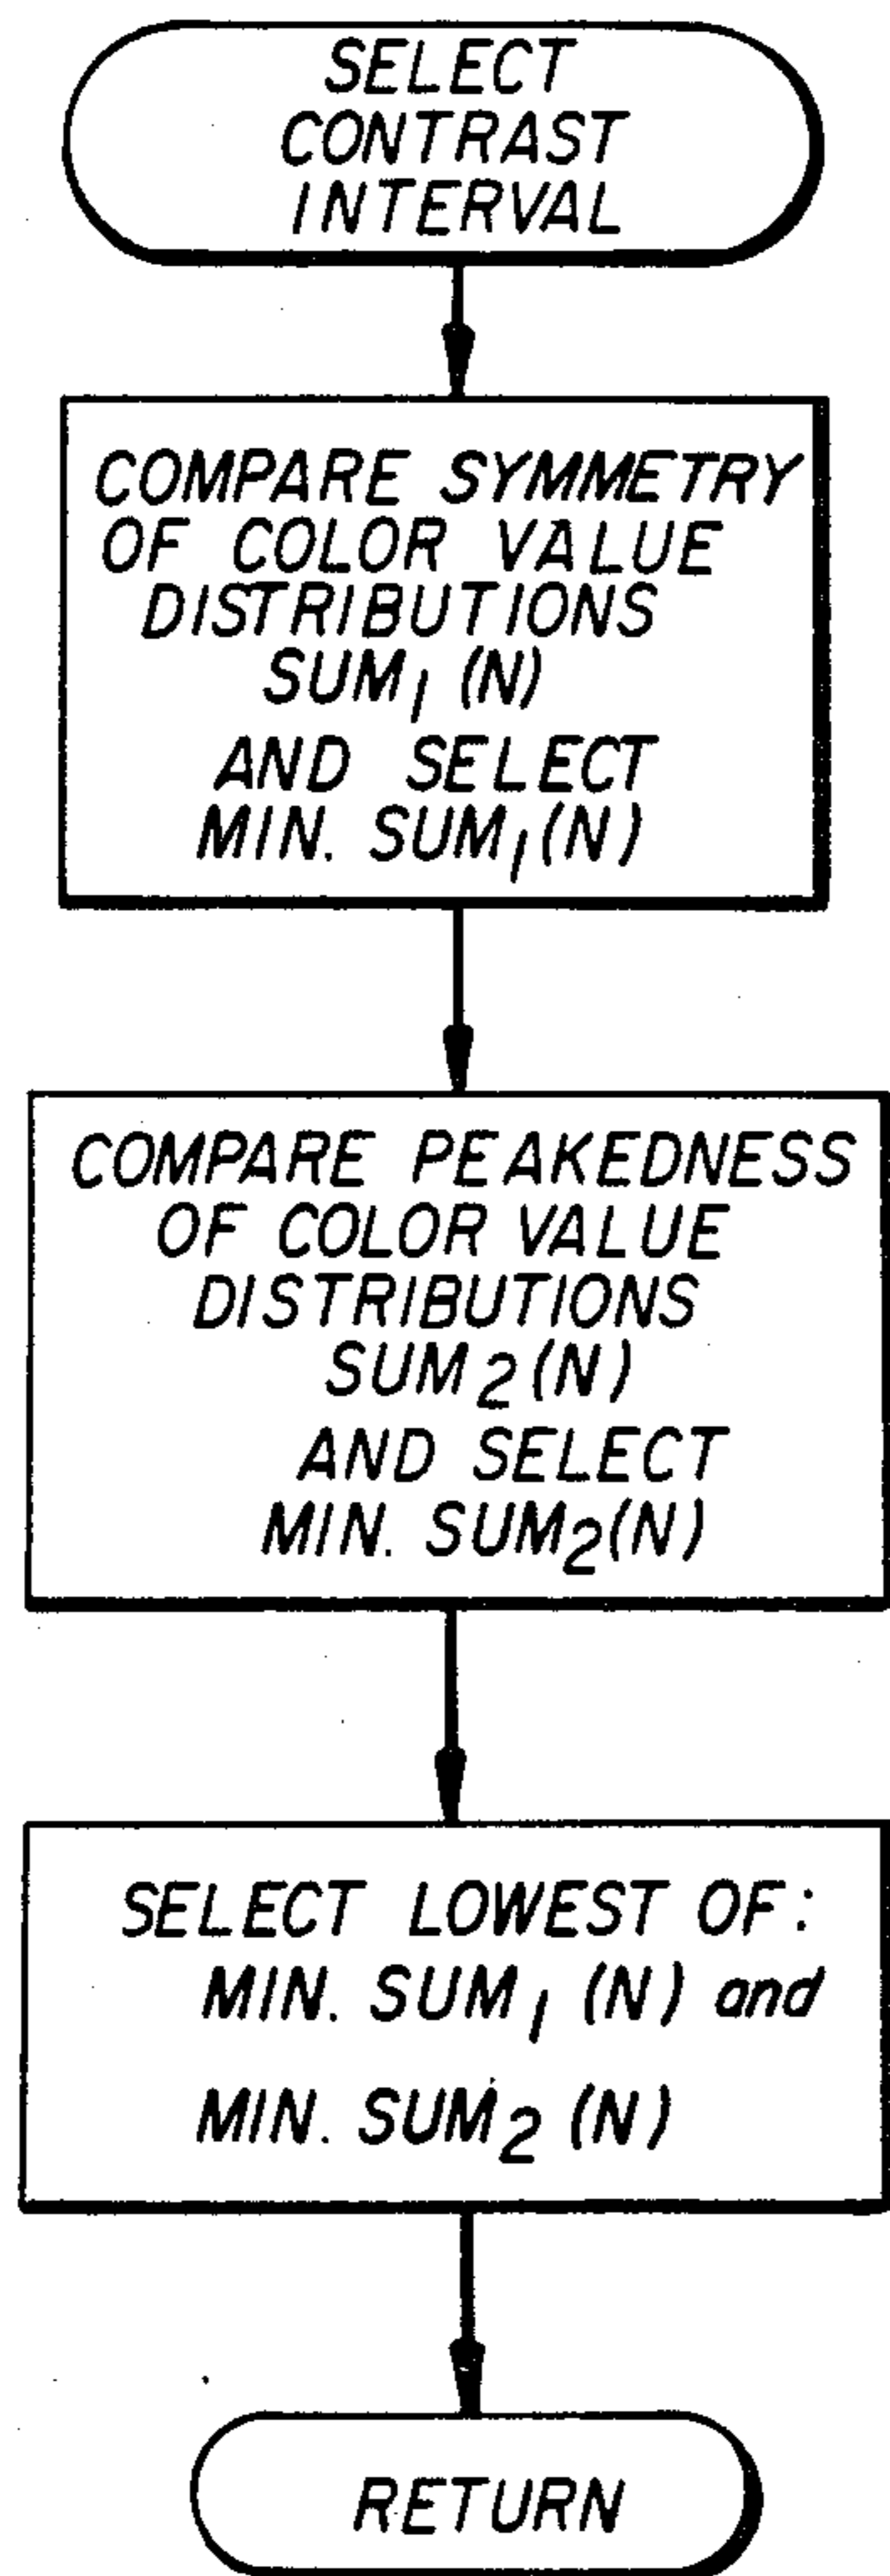 SELECT
CONTRAST
INTERVAL
COMPARE SYMMETRY
OF COLOR VALUE
DISTRIBUTIONS
SUM₁ (N)
AND SELECT
MIN. SUM₁(N)
COMPARE PEAKEDNESS
OF COLOR VALUE
DISTRIBUTIONS
SUM₂(N)
AND SELECT
MIN. SUM₂(N)
SELECT LOWEST OF:
MIN. SUM₁ (N) and
MIN. SUM₂ (N)
RETURN